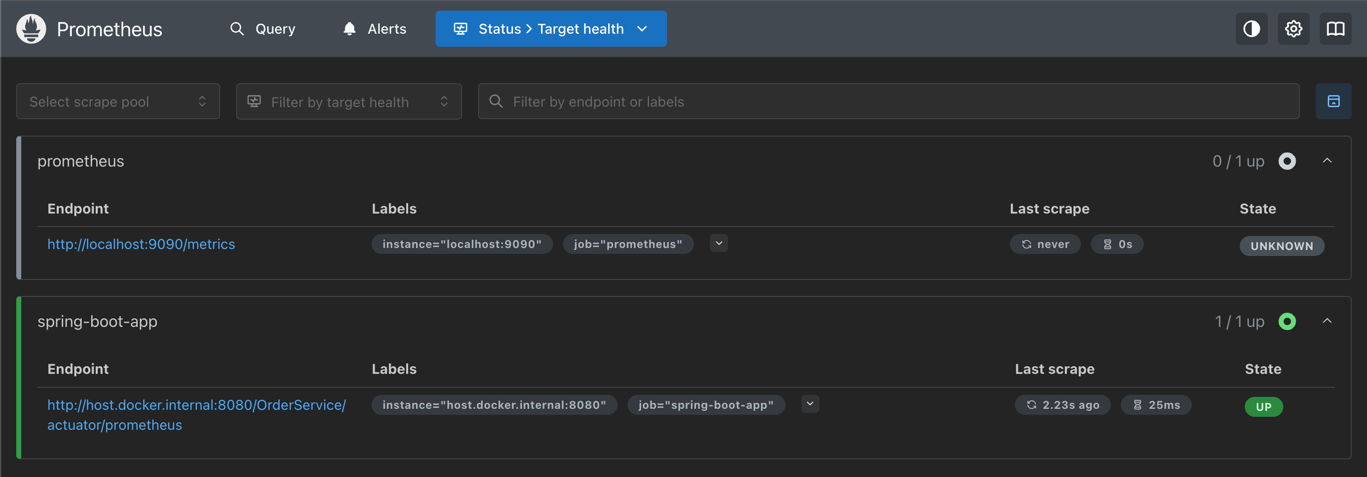 Prometheus
Query
Alerts
Status > Target health
Select scrape pool
Filter by target health
Filter by endpoint or labels
prometheus
0 / 1 up
Endpoint Labels Last scrape State
http://localhost:9090/metrics instance="localhost:9090" job="prometheus" never 0s UNKNOWN
spring-boot-app
1 / 1 up
Endpoint Labels Last scrape State
http://host.docker.internal:8080/OrderService/ instance="host.docker.internal:8080" job="spring-boot-app" 2.23s ago 25ms UP
actuator/prometheus